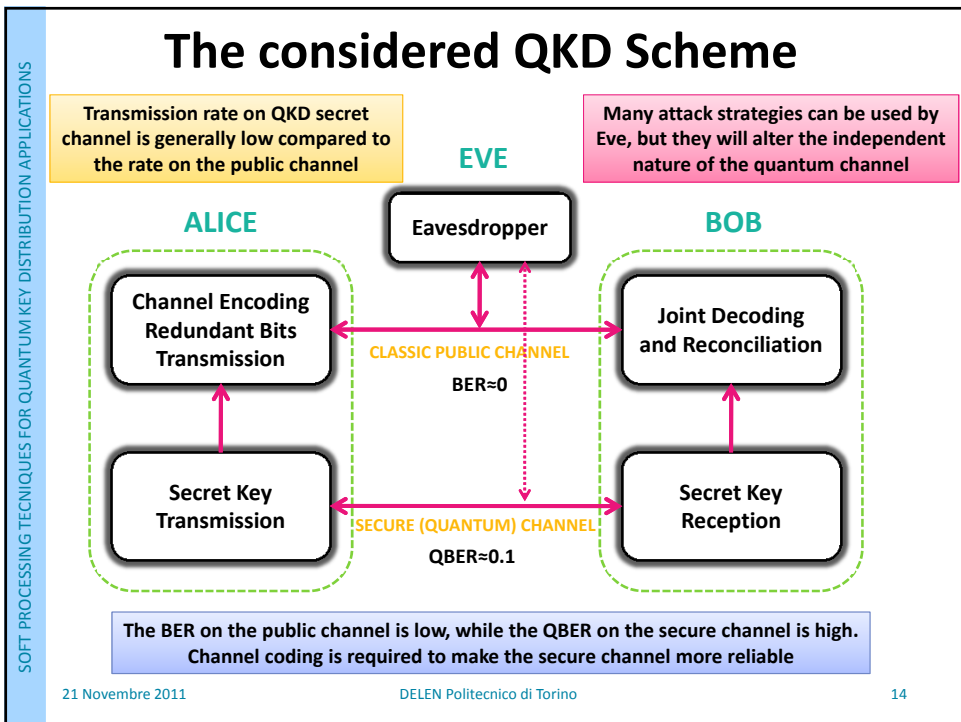 The considered QKD Scheme
SOFT PROCESSING TECNIQUES FOR QUANTUM KEY DISTRIBUTION APPLICATIONS
Transmission rate on QKD secret
channel is generally low compared to
the rate on the public channel
Many attack strategies can be used by
Eve, but they will alter the independent
nature of the quantum channel
EVE
ALICE
BOB
Eavesdropper
Channel Encoding
Redundant Bits
Transmission
Joint Decoding
and Reconciliation
CLASSIC PUBLIC CHANNEL
BER≈0
Secret Key
Transmission
Secret Key
Reception
SECURE (QUANTUM) CHANNEL
QBER≈0.1
The BER on the public channel is low, while the QBER on the secure channel is high.
Channel coding is required to make the secure channel more reliable
21 Novembre 2011
DELEN Politecnico di Torino
14